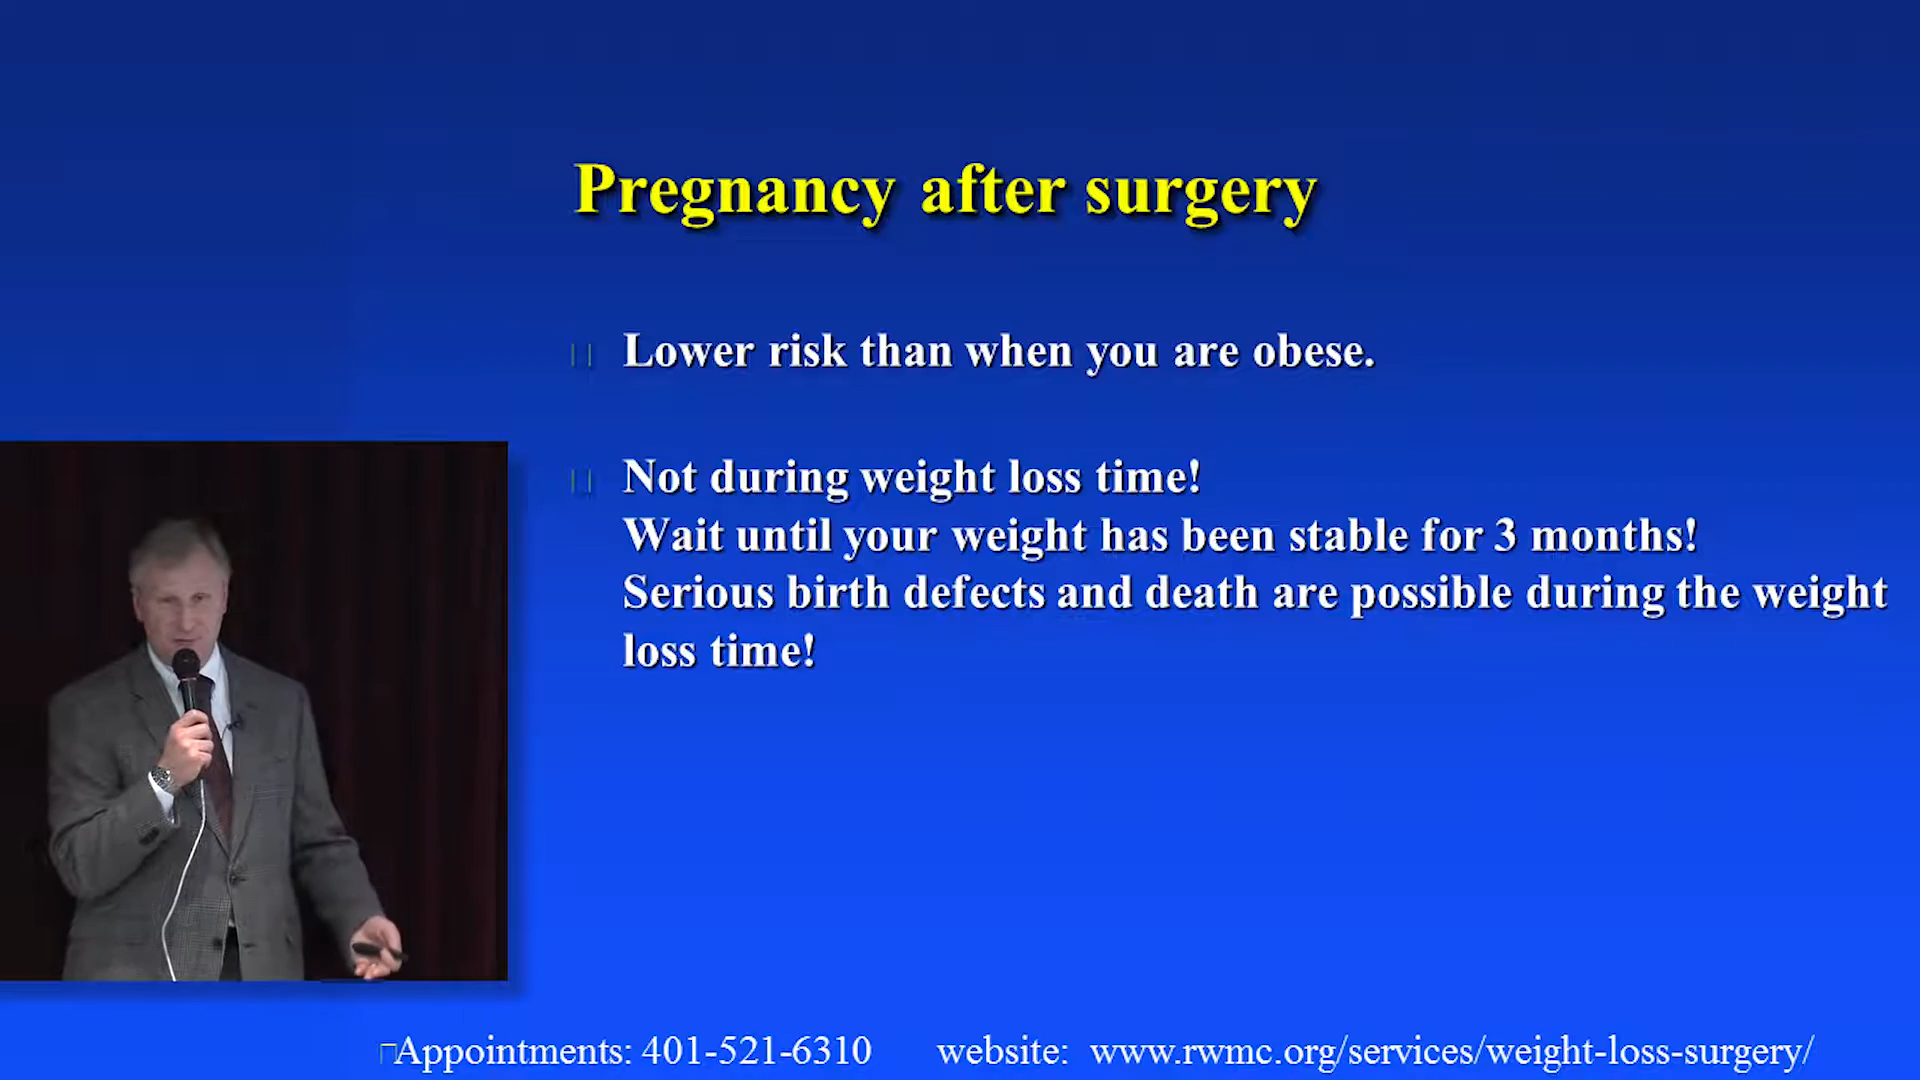 Pregnancy after surgery
Lower risk than when you are obese.
Not during weight loss time!
Wait until your weight has been stable for 3 months!
Serious birth defects and death are possible during the weight
loss time!
Appointments: 401-521-6310 website: www.rwmc.org/services/weight-loss-surgery/